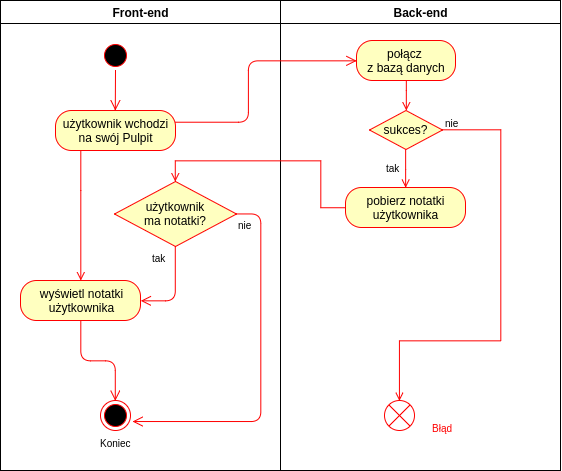 Front-end
Back-end
połącz
z bazą danych
użytkownik wchodzi
na swój Pulpit
sukces?
nie
tak
użytkownik
ma notatki?
pobierz notatki
użytkownika
nie
tak
wyświetl notatki
użytkownika
Koniec
Błąd